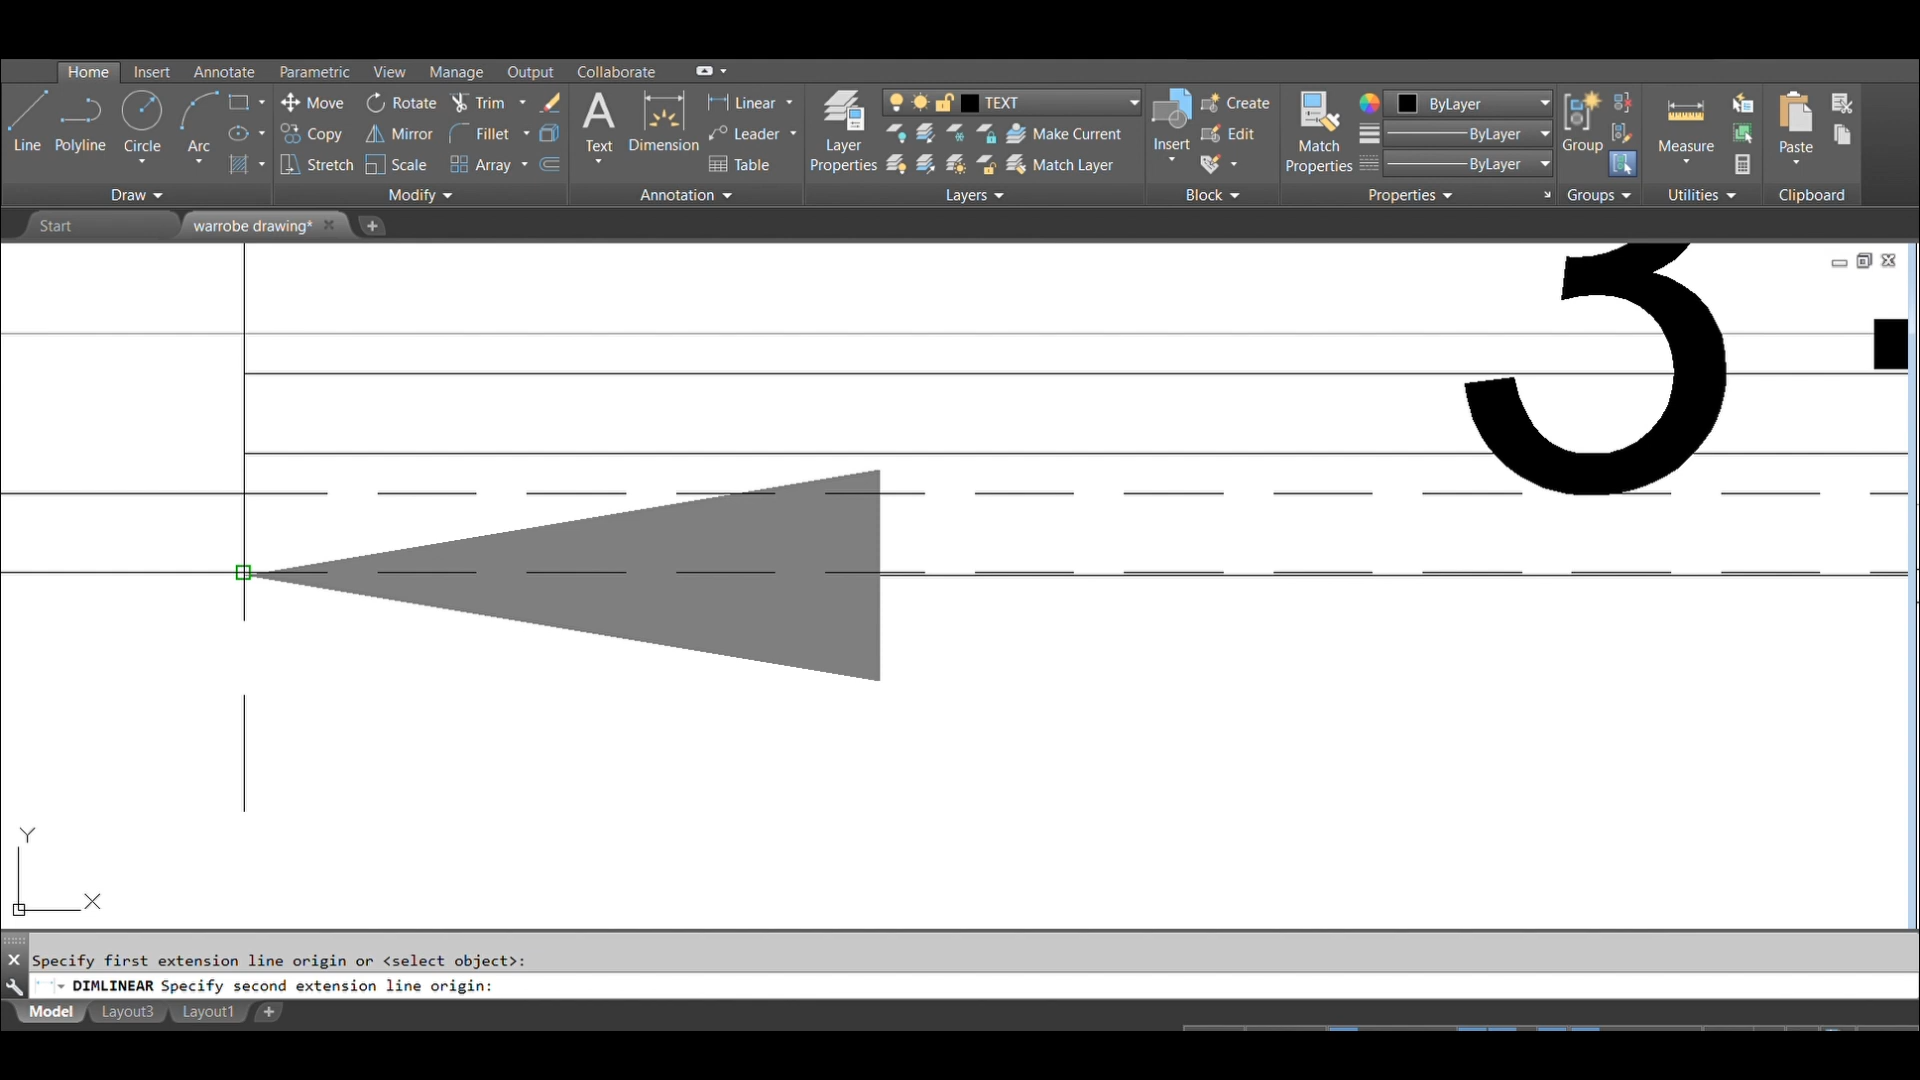 Home Insert Annotate Parametric View Manage Output Collaborate
Line Polyline Circle Arc
Move Rotate Trim
Copy Mirror Fillet
Stretch Scale Array
Text Dimension
Linear
Leader
Table
Layer Properties
TEXT
Make Current
Match Layer
Insert
Create
Edit
Match Properties
ByLayer
ByLayer
ByLayer
Group
Measure
Paste
Draw Modify Annotation Layers Block Properties Groups Utilities Clipboard
Start warrobe drawing*
3
Y
X
Specify first extension line origin or <select object>:
DIMLINEAR Specify second extension line origin:
Model Layout3 Layout1